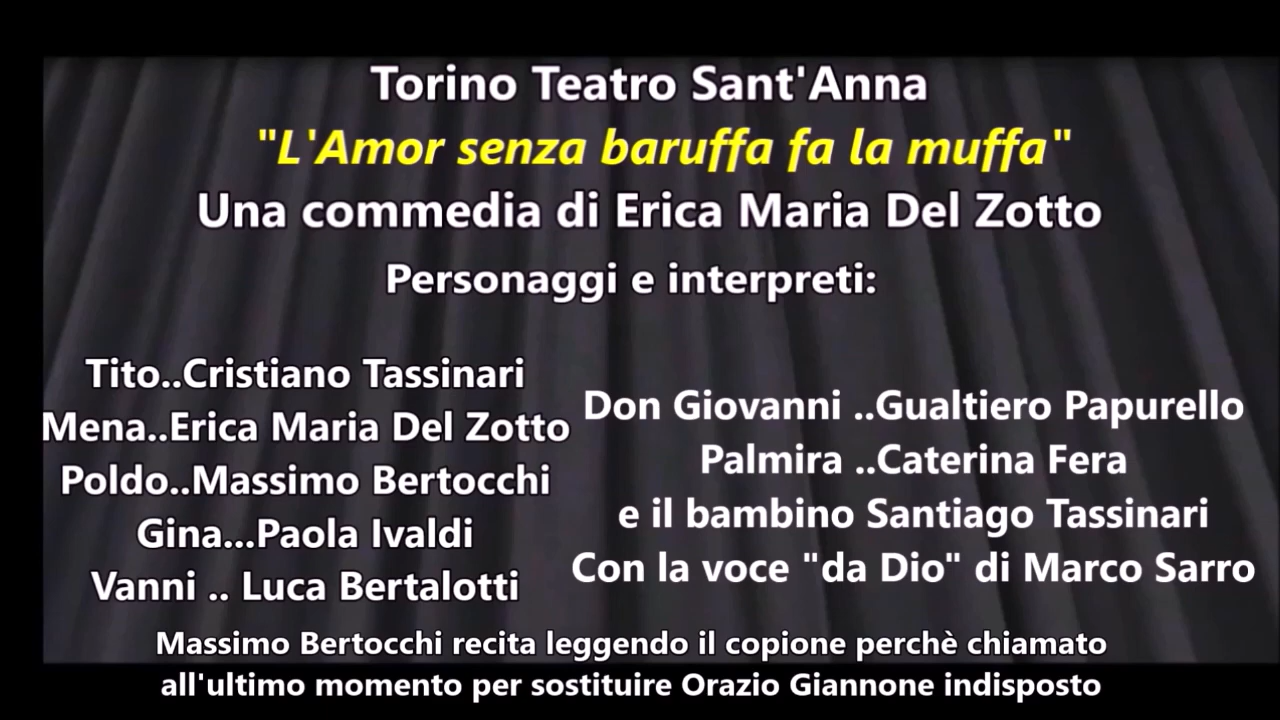 Torino Teatro Sant'Anna
"L'Amor senza baruffa fa la muffa"
Una commedia di Erica Maria Del Zotto
Personaggi e interpreti:
Tito..Cristiano Tassinari
Mena..Erica Maria Del Zotto
Poldo..Massimo Bertocchi
Gina...Paola Ivaldi
Vanni .. Luca Bertalotti
Don Giovanni ..Gualtiero Papurello
Palmira ..Caterina Fera
e il bambino Santiago Tassinari
Con la voce "da Dio" di Marco Sarro
Massimo Bertocchi recita leggendo il copione perchè chiamato
all'ultimo momento per sostituire Orazio Giannone indisposto